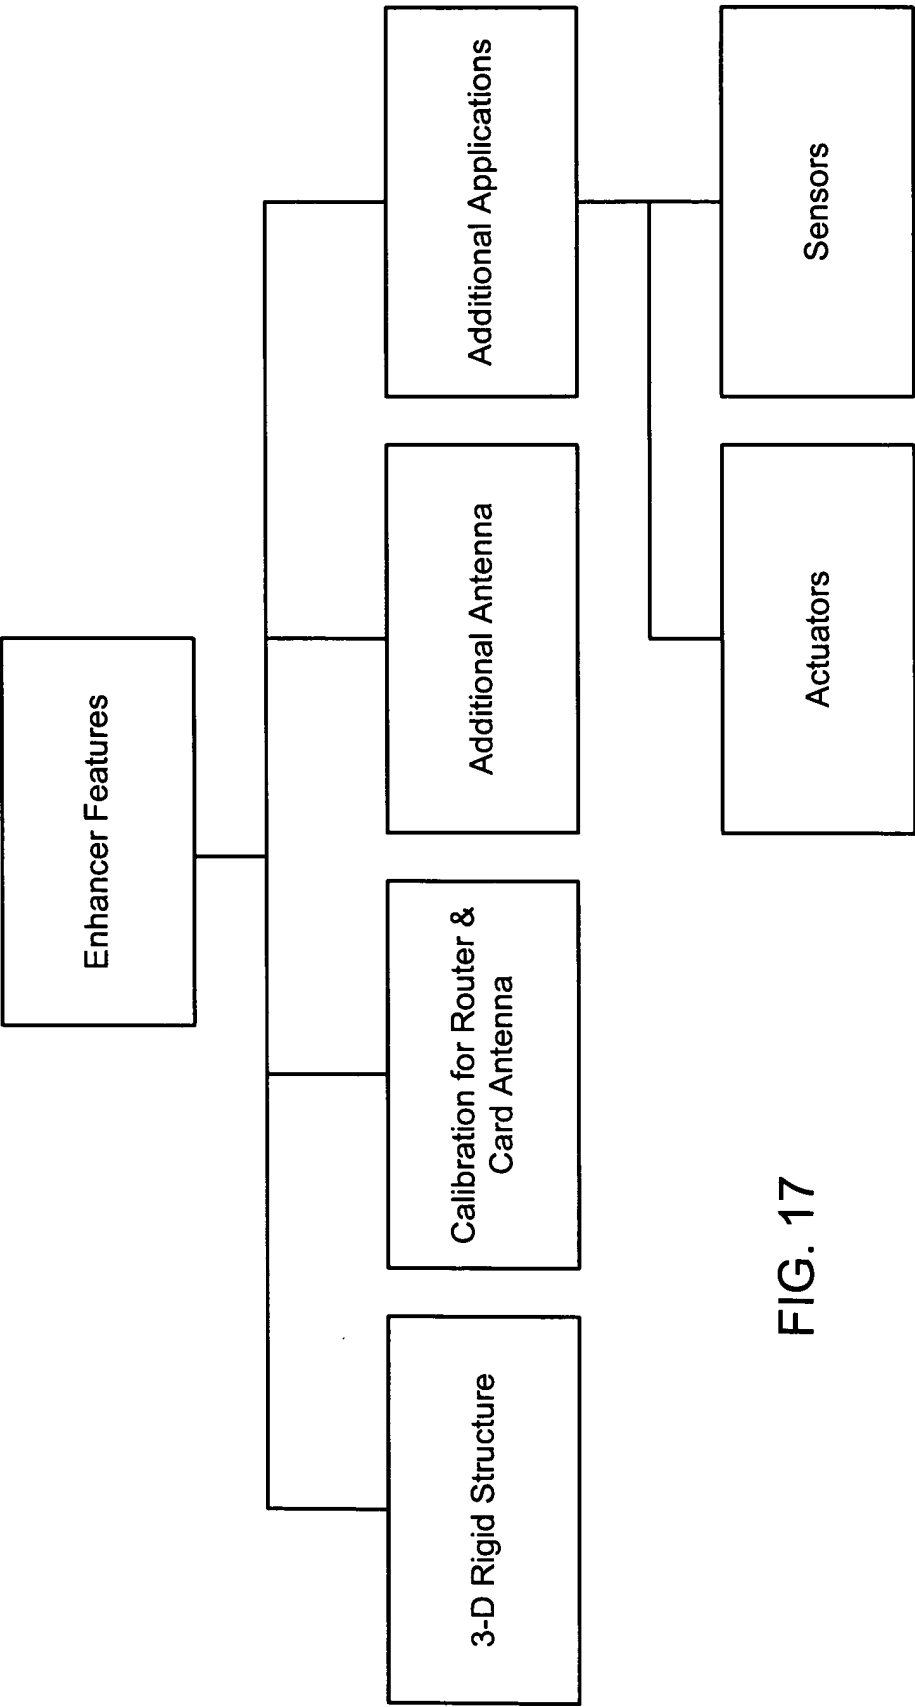 Enhancer Features
3-D Rigid Structure
Calibration for Router &
Card Antenna
Additional Antenna
Additional Applications
Actuators
Sensors
FIG. 17